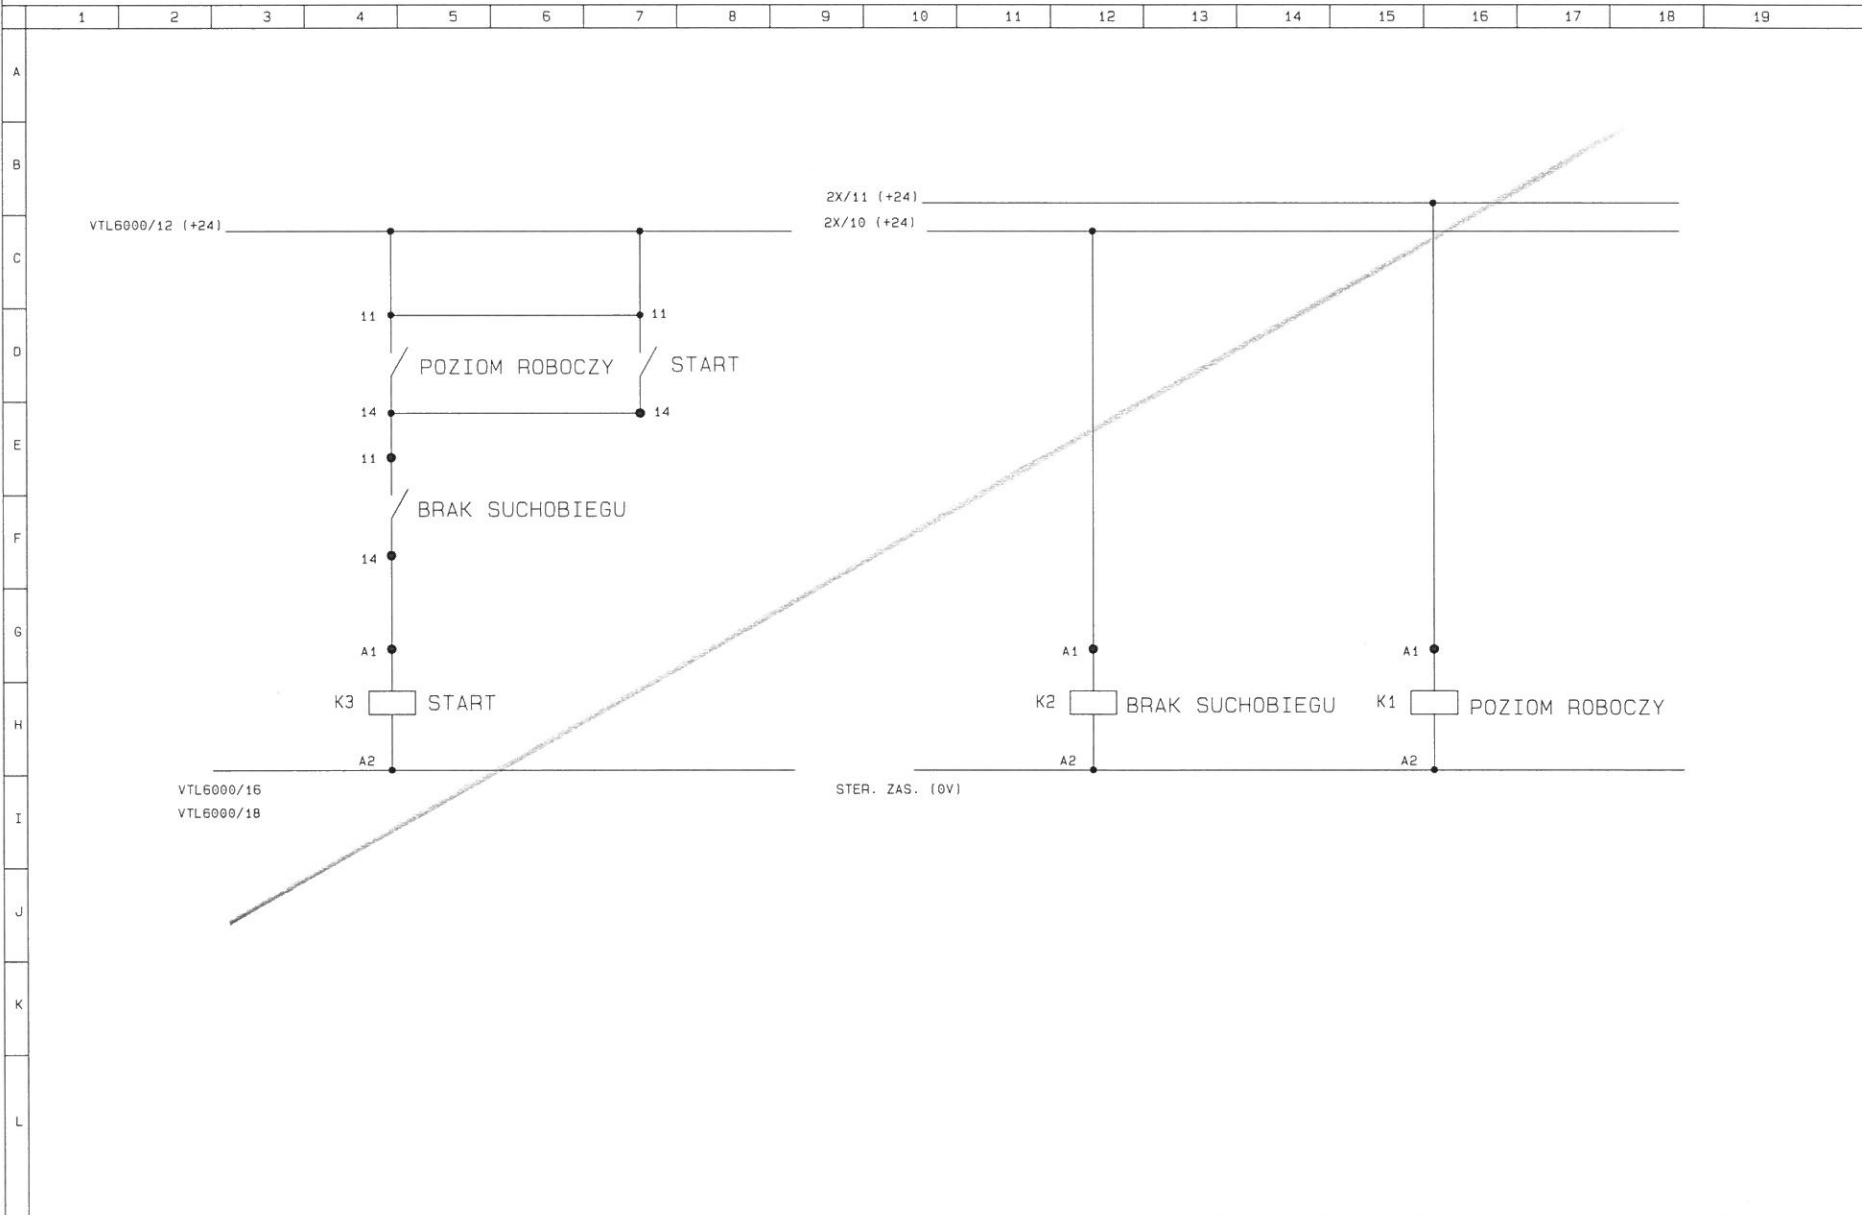 1 2 3 4 5 6 7 8 9 10 11 12 13 14 15 16 17 18 19
A
B
2X/11 (+24)
VTL6000/12 (+24) 2X/10 (+24)
C
11 11
D
POZIOM ROBOCZY START
14 14
E
11
BRAK SUCHOBIEGU
F
14
G
A1 A1 A1
K3 START K2 BRAK SUCHOBIEGU K1 POZIOM ROBOCZY
H
A2 A2 A2
VTL6000/16 STER. ZAS. (0V)
VTL6000/18
I
J
K
L